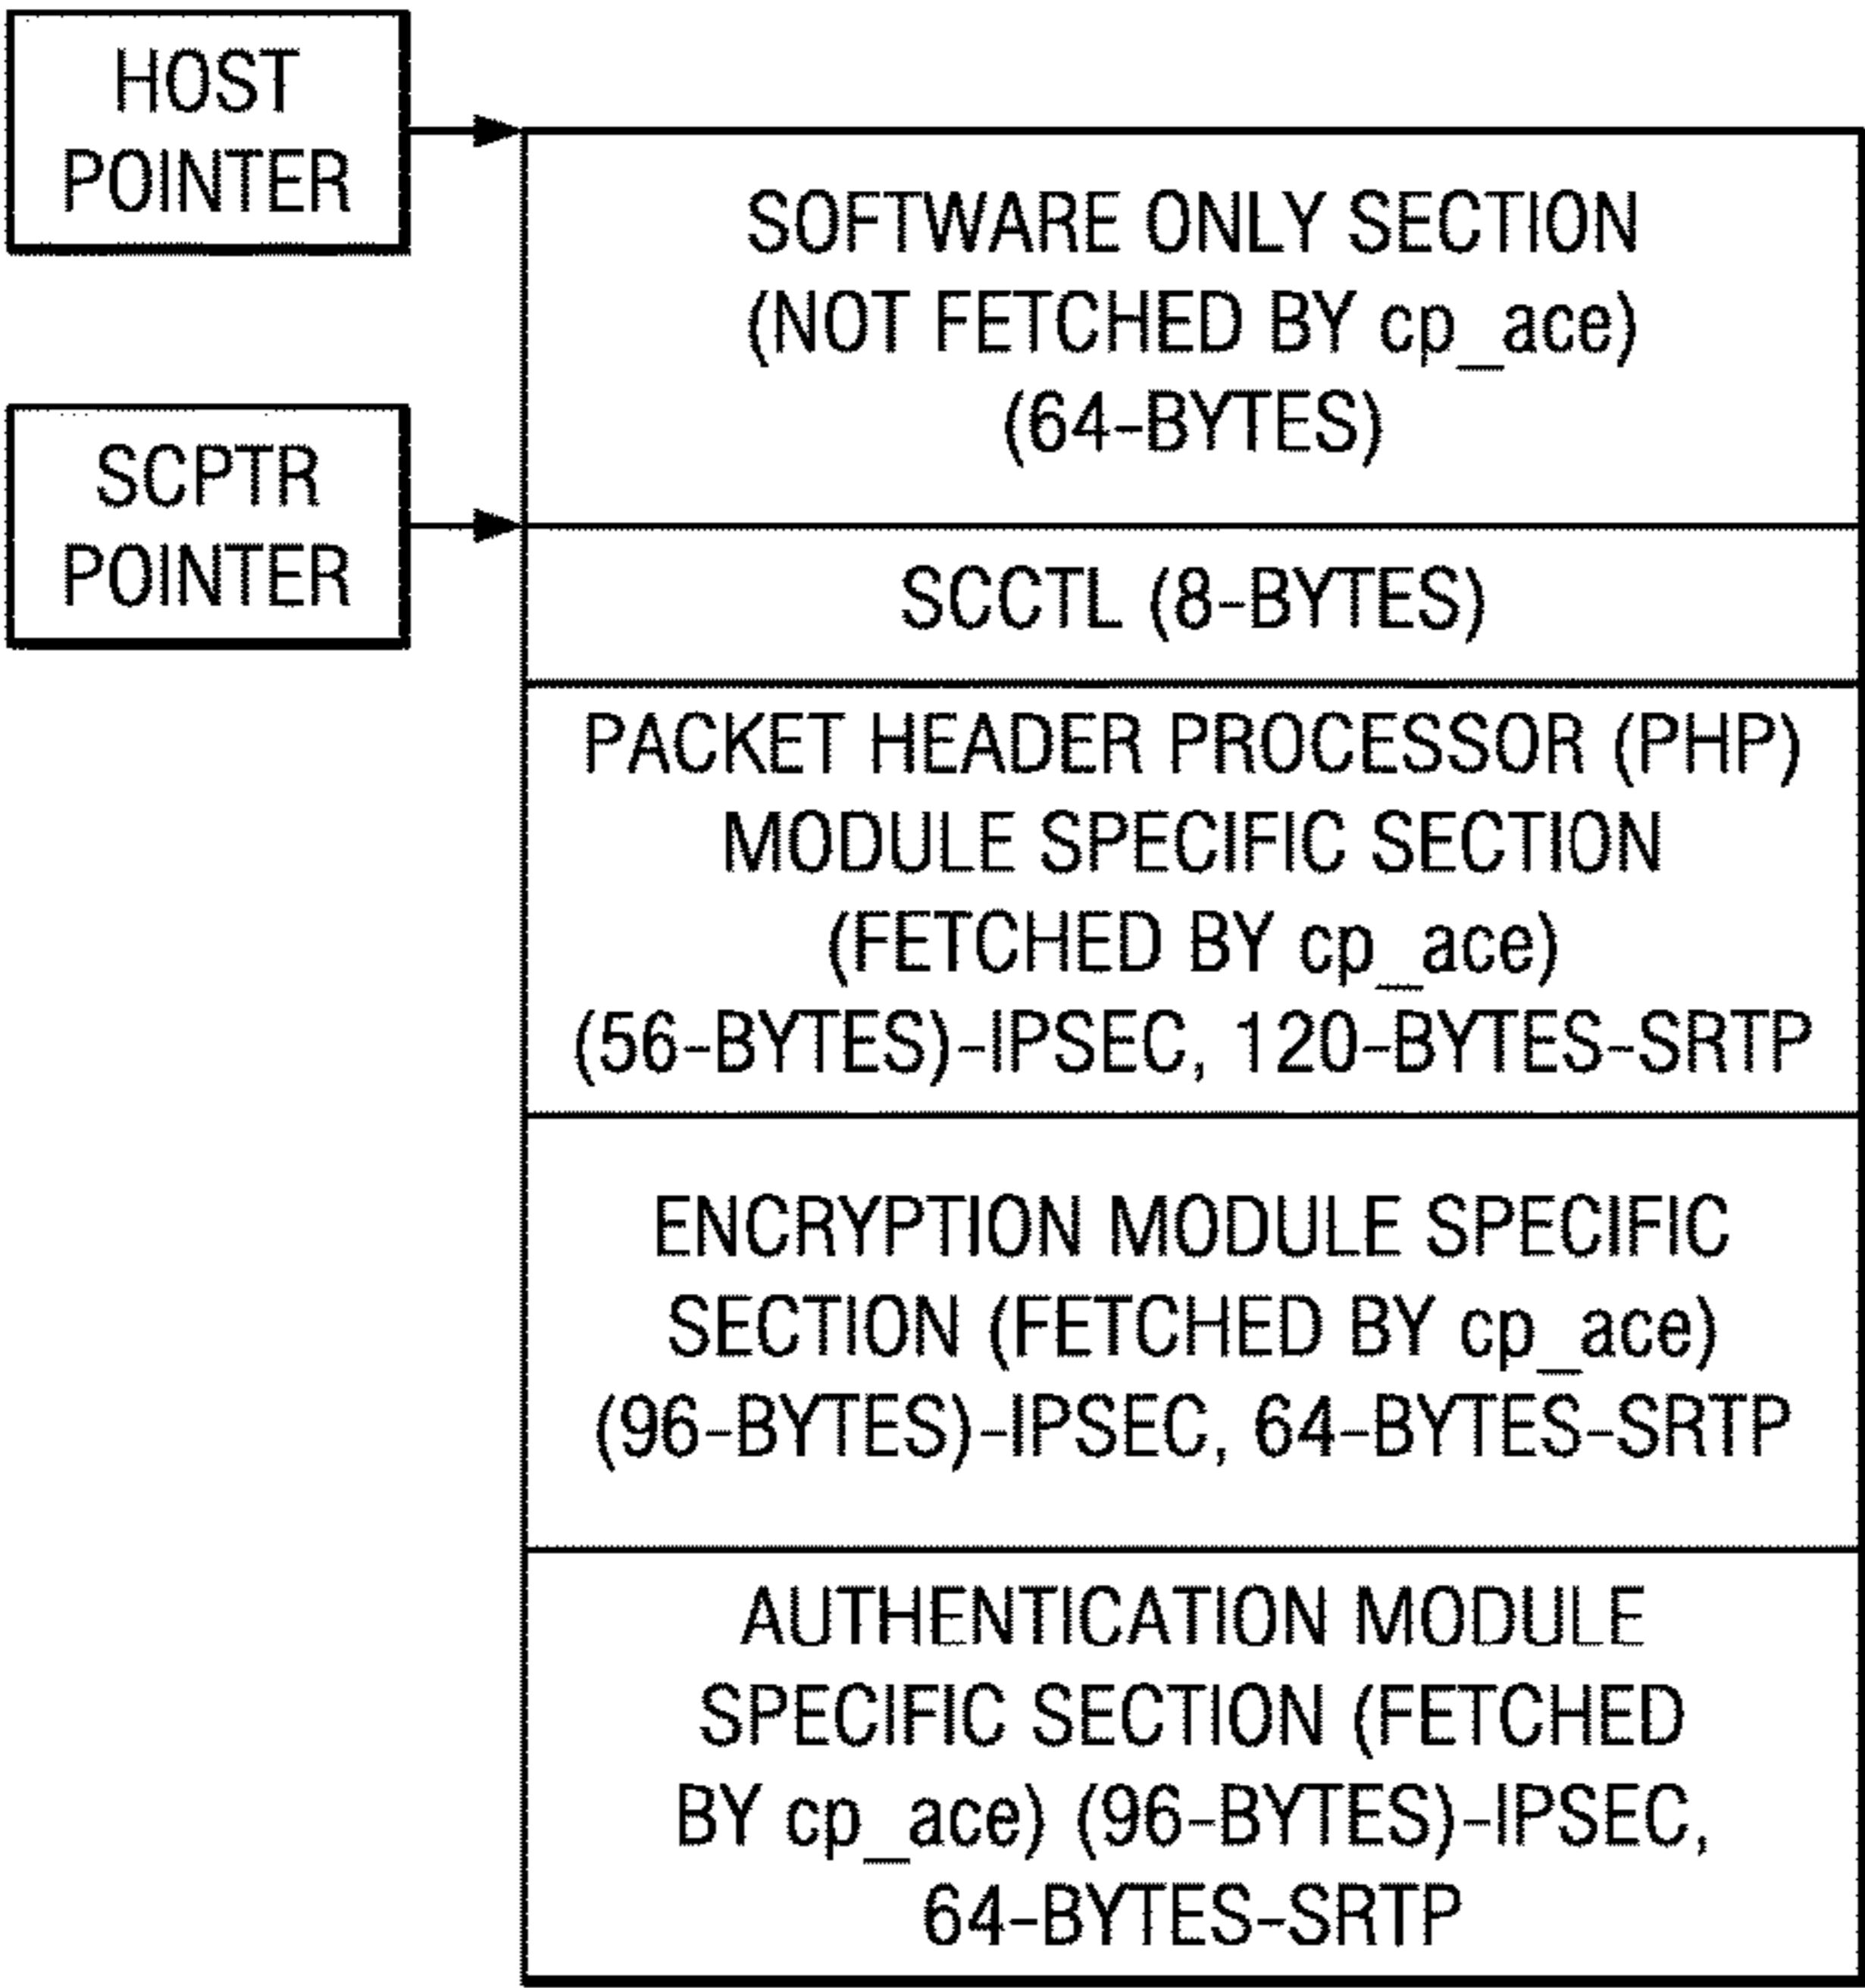 HOST
POINTER
SOFTWARE ONLY SECTION
(NOT FETCHED BY cp_ace)
(64-BYTES)
SCPTR
POINTER
SCCTL (8-BYTES)
PACKET HEADER PROCESSOR (PHP)
MODULE SPECIFIC SECTION
(FETCHED BY cp_ace)
(56-BYTES)-IPSEC, 120-BYTES-SRTP
ENCRYPTION MODULE SPECIFIC
SECTION (FETCHED BY cp_ace)
(96-BYTES)-IPSEC, 64-BYTES-SRTP
AUTHENTICATION MODULE
SPECIFIC SECTION (FETCHED
BY cp_ace) (96-BYTES)-IPSEC,
64-BYTES-SRTP